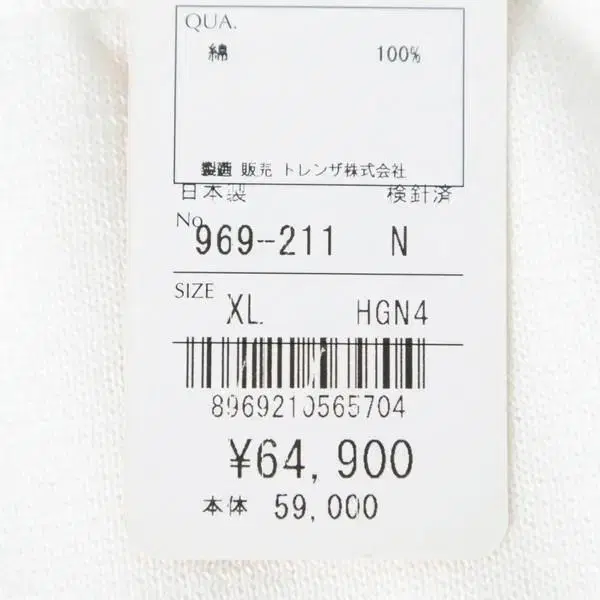 QUA.
綿 100%
製造 販売 トレンザ株式会社
日本製 検針済
No. 969-211 N
SIZE XL. HGN4
8969210565704
¥64,900
本体 59,000